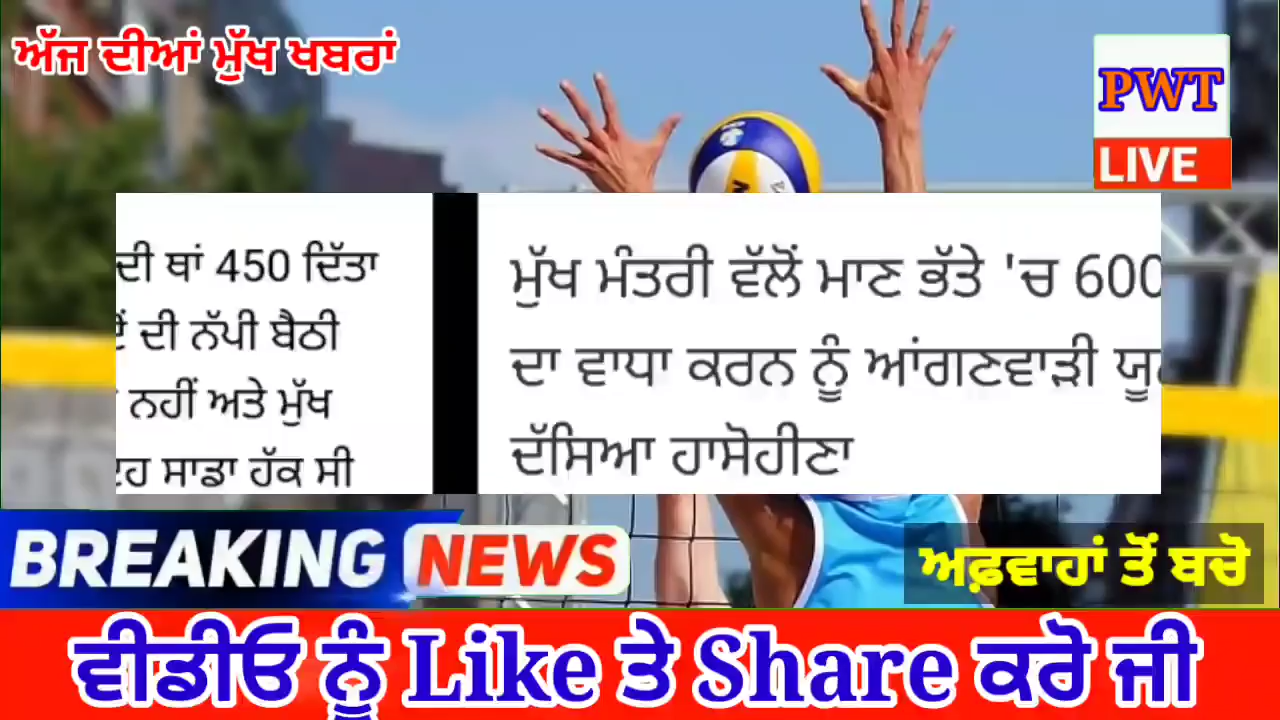 ਅੱਜ ਦੀਆਂ ਮੁੱਖ ਖਬਰਾਂ
PWT
LIVE
ਦੀ ਥਾਂ 450 ਦਿੱਤਾ
ਦੀ ਨੱਪੀ ਬੈਠੀ
ਨਹੀਂ ਅਤੇ ਮੁੱਖ
ਸਾਡਾ ਹੱਕ ਸੀ
ਮੁੱਖ ਮੰਤਰੀ ਵੱਲੋਂ ਮਾਣ ਭੱਤੇ 'ਚ 600
ਦਾ ਵਾਧਾ ਕਰਨ ਨੂੰ ਆਂਗਣਵਾੜੀ
ਦੱਸਿਆ ਹਾਸੋਹੀਣਾ
BREAKING NEWS
ਅਫ਼ਵਾਹਾਂ ਤੋਂ ਬਚੋ
ਵੀਡੀਓ ਨੂੰ Like ਤੇ Share ਕਰੋ ਜੀ